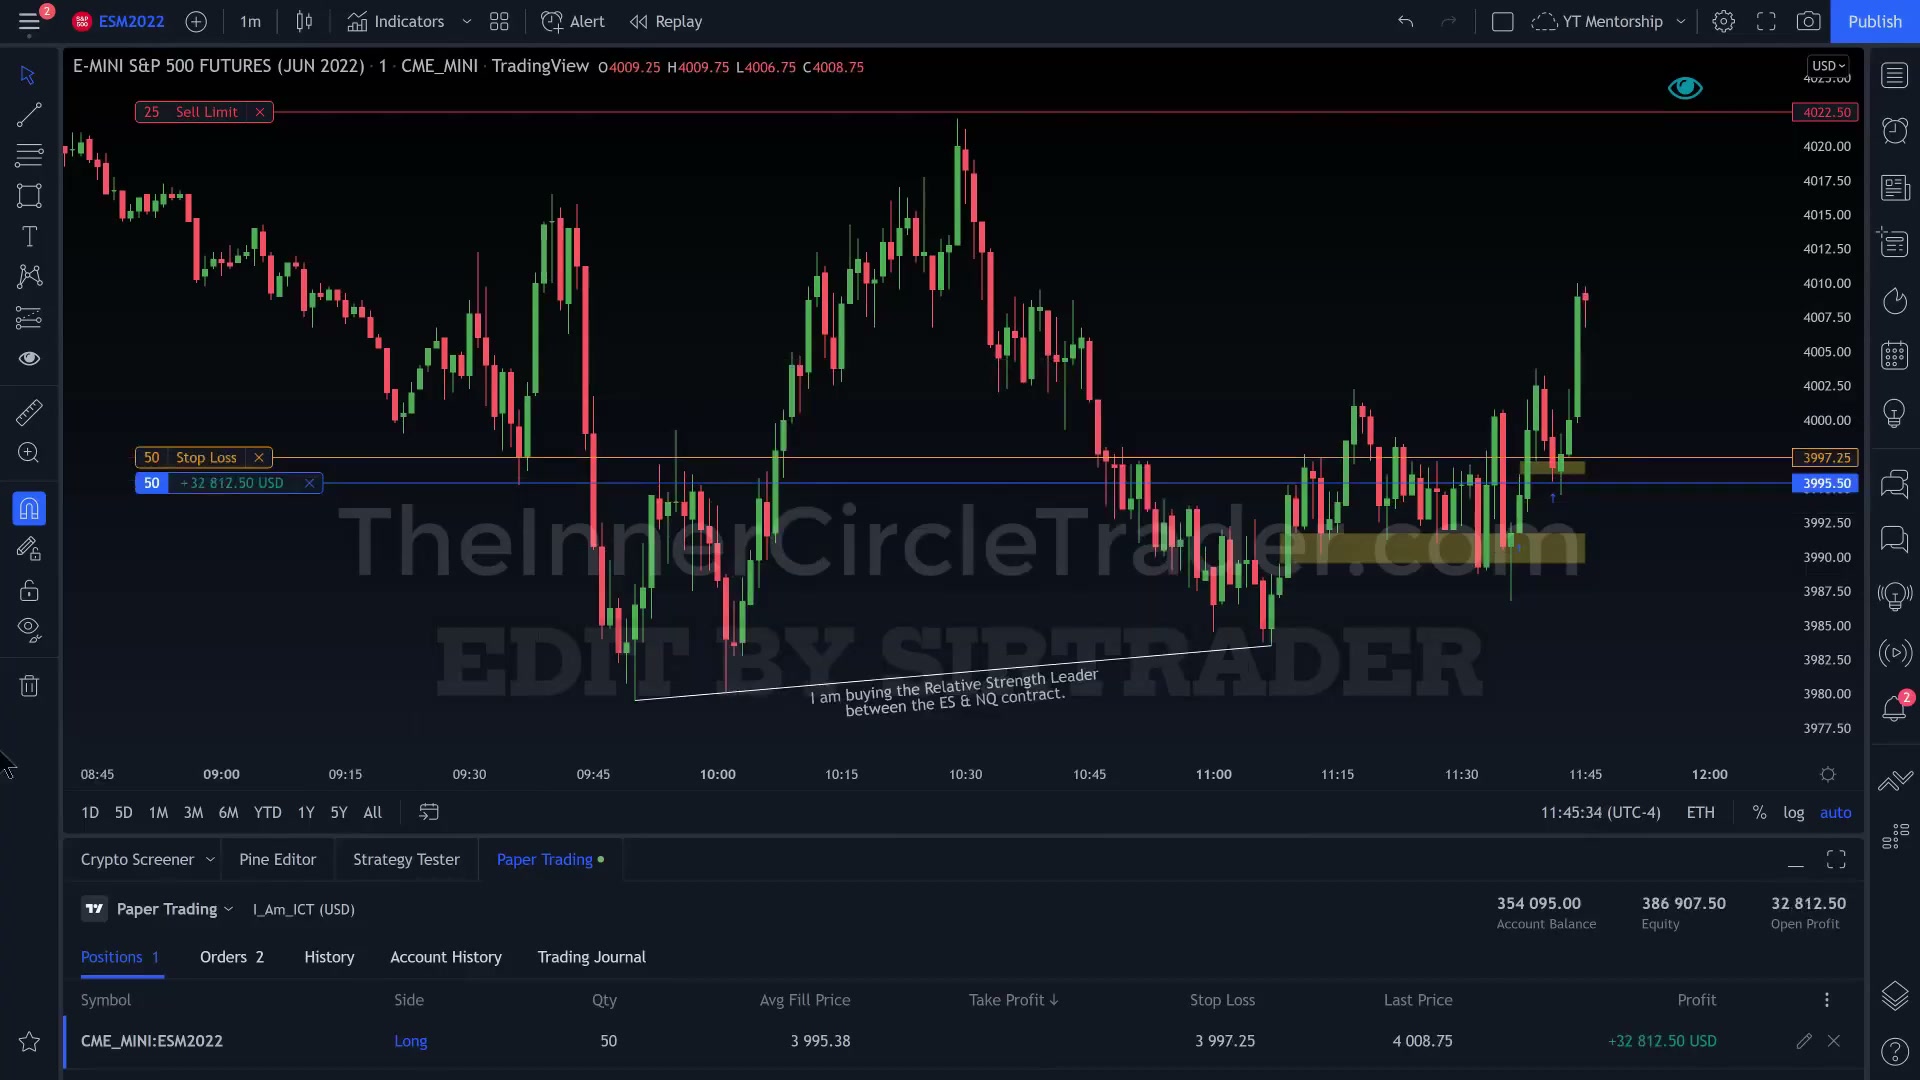 2
S&P 500
ESM2022
1m
Indicators
Alert
Replay
YT Mentorship
Publish
E-MINI S&P 500 FUTURES (JUN 2022) · 1 · CME_MINI · TradingView O4009.25 H4009.75 L4006.75 C4008.75
USD
4025.00
25 Sell Limit
4022.50
4020.00
4017.50
4015.00
4012.50
4010.00
4007.50
4005.00
4002.50
4000.00
50 Stop Loss
3997.25
50 +32 812.50 USD
3995.50
3992.50
TheInnerCircleTrader.com
3990.00
3987.50
3985.00
EDIT BY SIRTRADER
3982.50
I am buying the Relative Strength Leader
between the ES & NQ contract.
3980.00
2
3977.50
08:45 09:00 09:15 09:30 09:45 10:00 10:15 10:30 10:45 11:00 11:15 11:30 11:45 12:00
1D 5D 1M 3M 6M YTD 1Y 5Y All
11:45:34 (UTC-4) ETH % log auto
Crypto Screener Pine Editor Strategy Tester Paper Trading
Paper Trading I_Am_ICT (USD)
354 095.00 386 907.50 32 812.50
Account Balance Equity Open Profit
Positions 1 Orders 2 History Account History Trading Journal
Symbol Side Qty Avg Fill Price Take Profit ↓ Stop Loss Last Price Profit
CME_MINI:ESM2022 Long 50 3 995.38 3 997.25 4 008.75 +32 812.50 USD